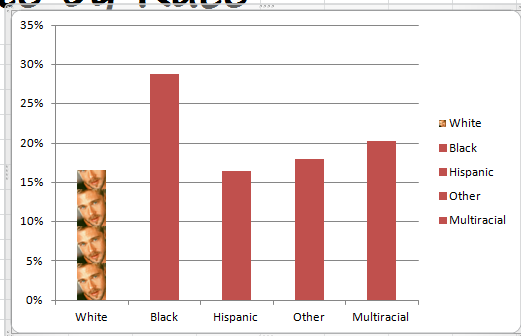 35%
30%
25%
20%
15%
10%
5%
0%
White
Black
Hispanic
Other
Multiracial
White Black Hispanic Other Multiracial